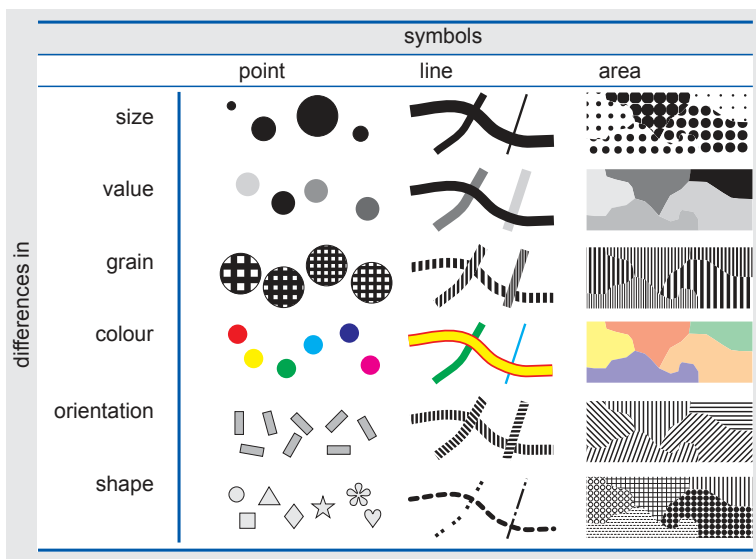 symbols
point line area
differences in
size
value
grain
colour
orientation
shape